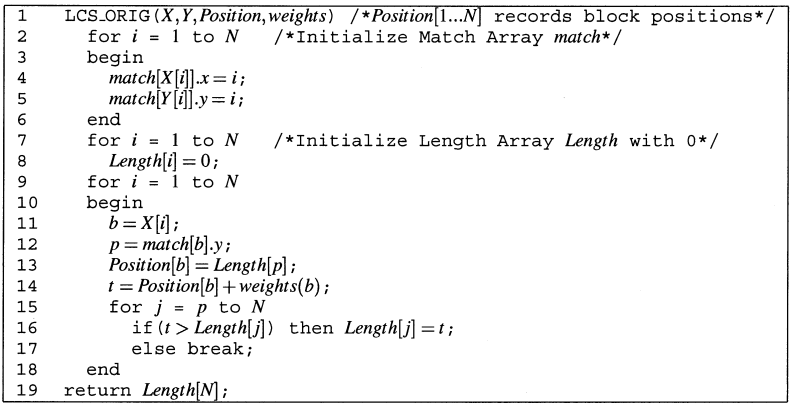 1 LCS_ORIG(X,Y,Position,weights) /*Position[1...N] records block positions*/
2 for i = 1 to N /*Initialize Match Array match*/
3 begin
4 match[X[i]].x=i;
5 match[Y[i]].y=i;
6 end
7 for i = 1 to N /*Initialize Length Array Length with 0*/
8 Length[i]=0;
9 for i = 1 to N
10 begin
11 b=X[i];
12 p=match[b].y;
13 Position[b]=Length[p];
14 t=Position[b]+weights(b);
15 for j = p to N
16 if(t>Length[j]) then Length[j]=t;
17 else break;
18 end
19 return Length[N];